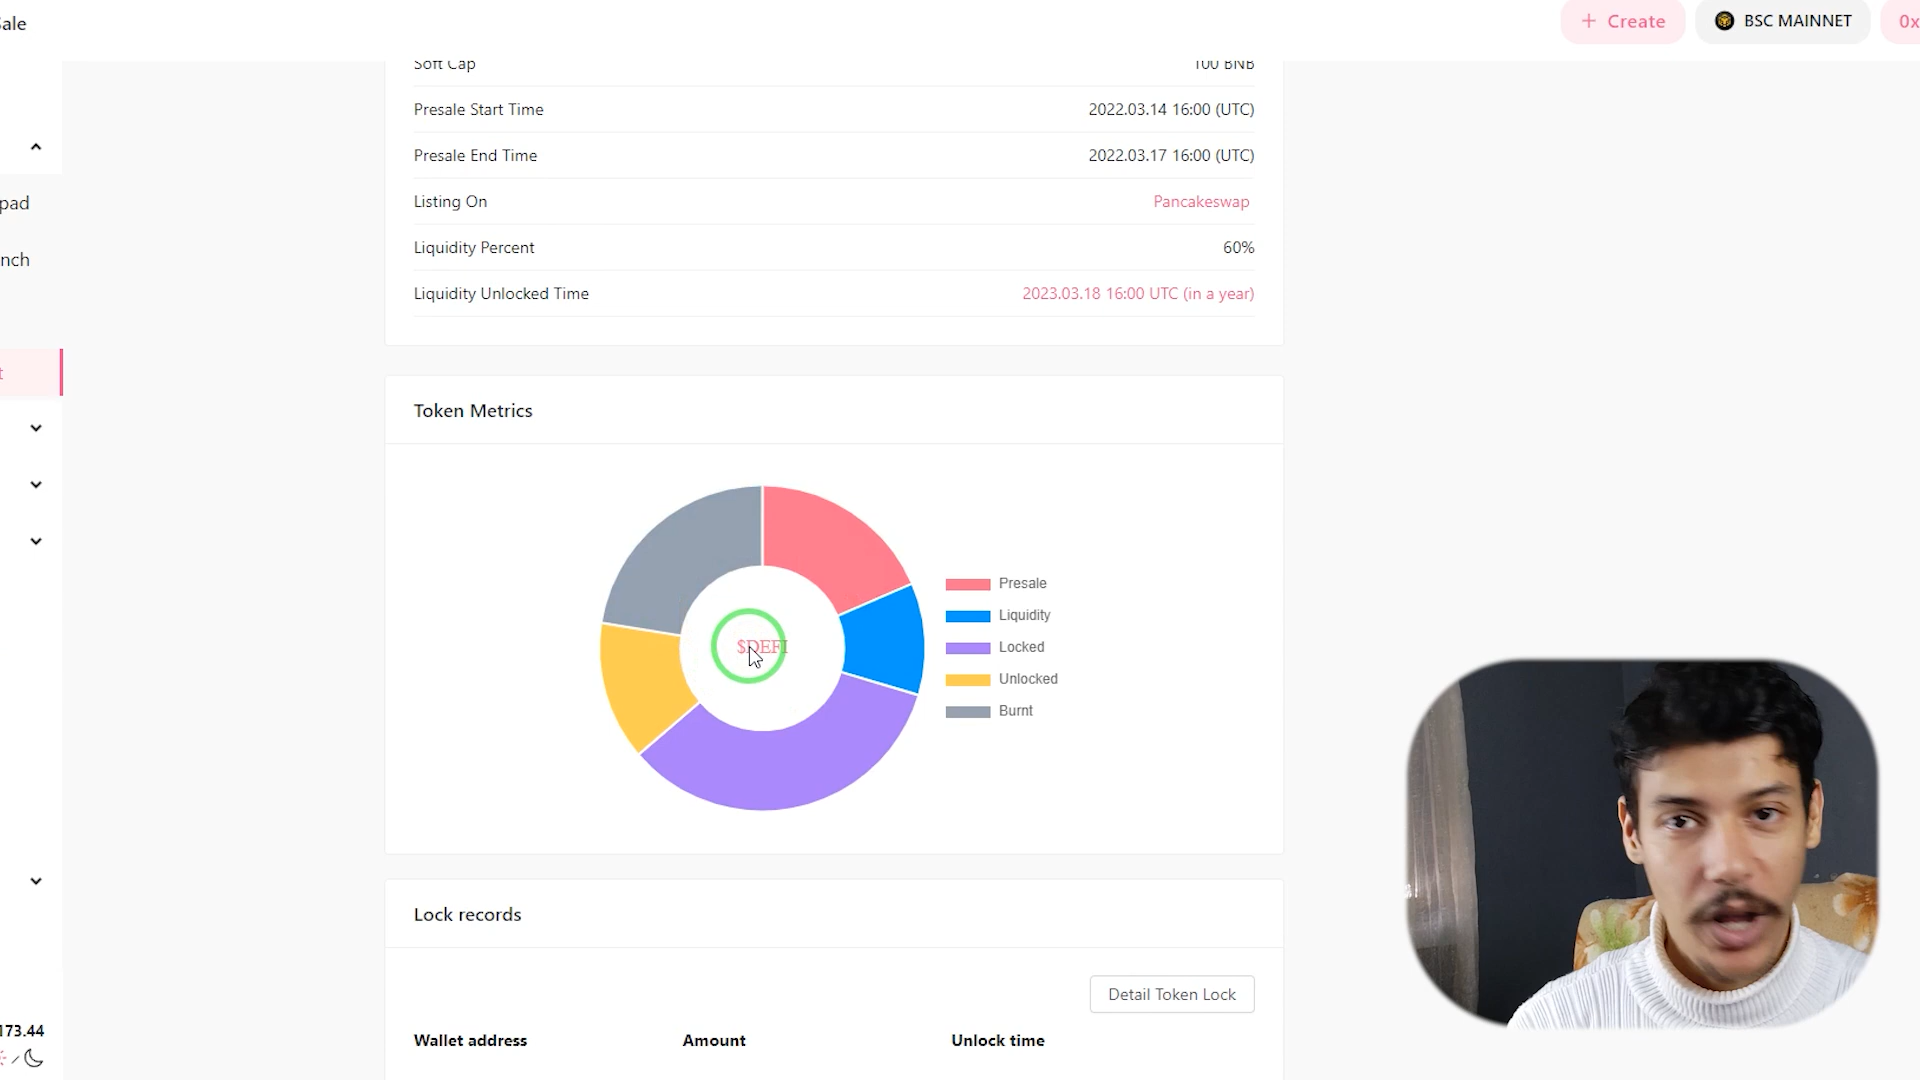 ale
+ Create
BSC MAINNET
0x
Soft Cap
100 BNB
Presale Start Time
2022.03.14 16:00 (UTC)
Presale End Time
2022.03.17 16:00 (UTC)
pad
Listing On
Pancakeswap
Liquidity Percent
60%
nch
Liquidity Unlocked Time
2023.03.18 16:00 UTC (in a year)
t
Token Metrics
$DEFI
Presale
Liquidity
Locked
Unlocked
Burnt
Lock records
Detail Token Lock
173.44
Wallet address
Amount
Unlock time
/